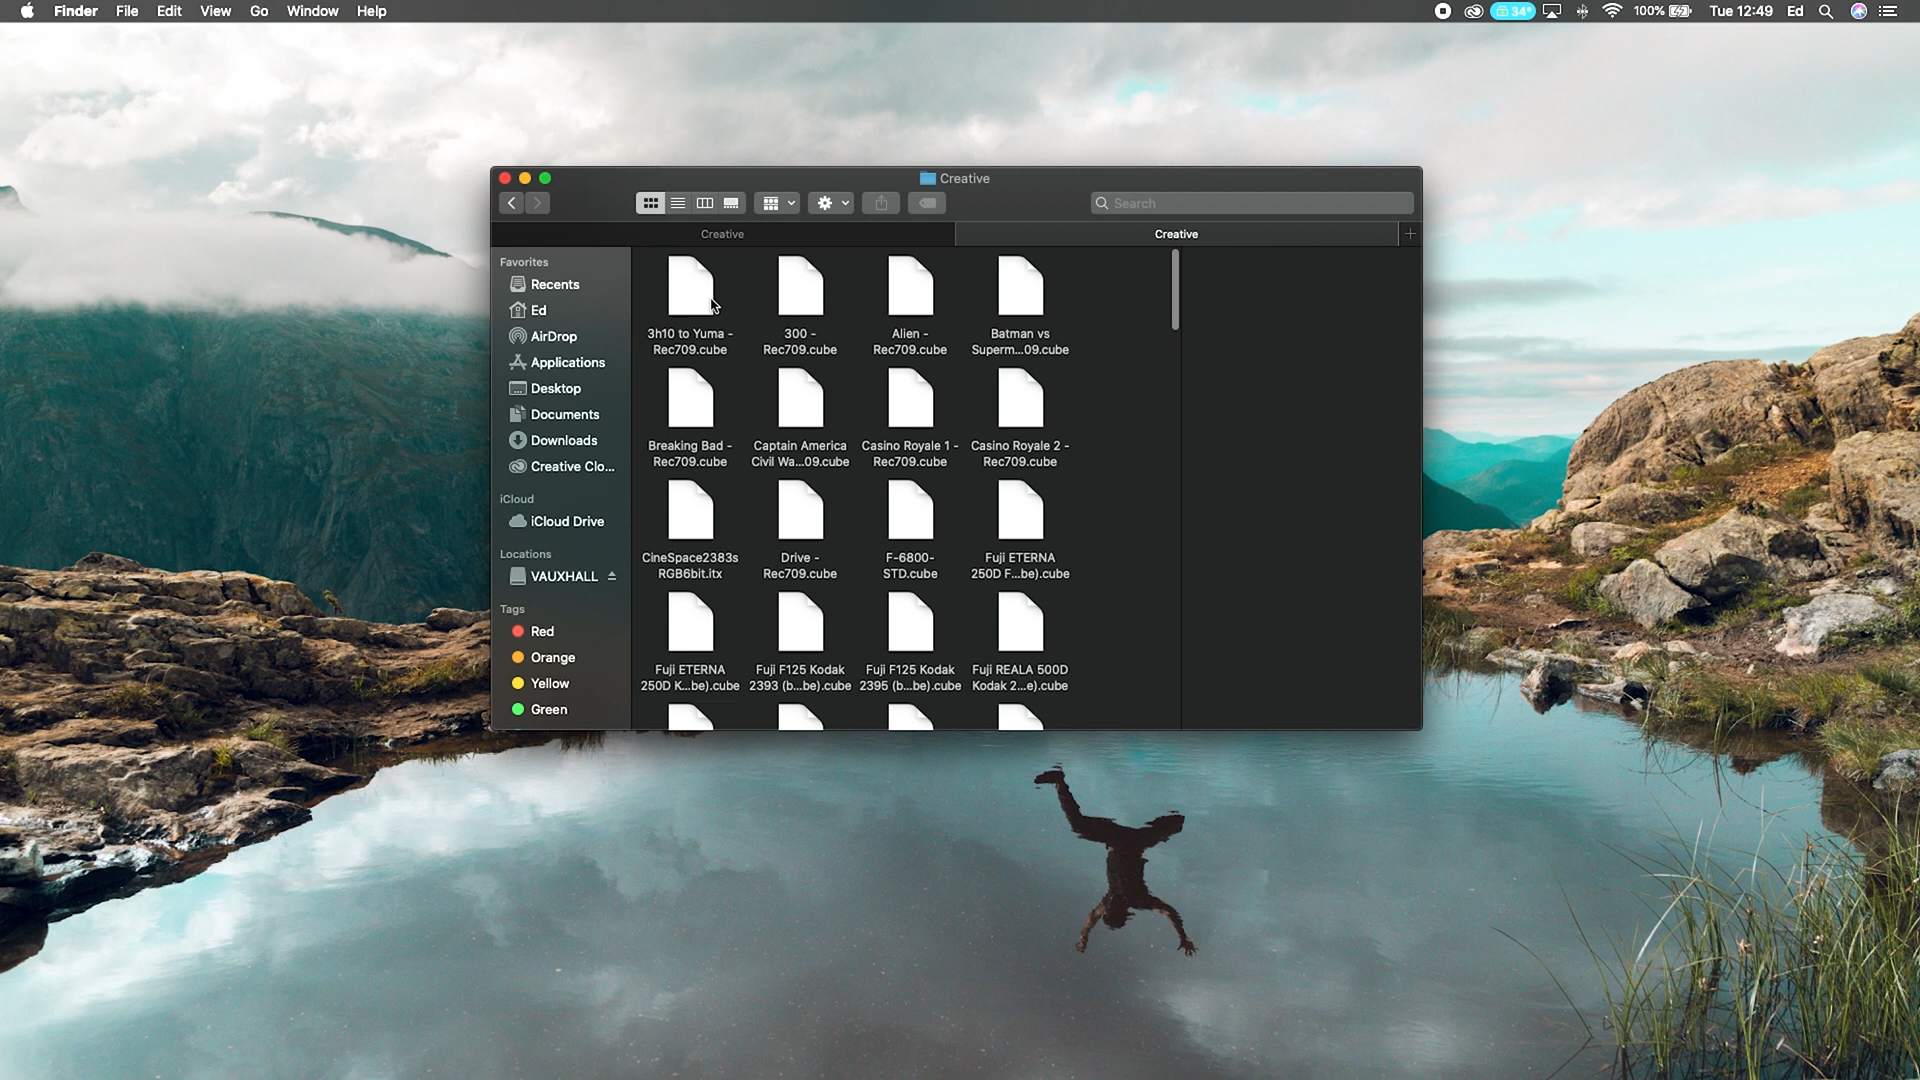 Finder File Edit View Go Window Help
34° 100% Tue 12:49 Ed
Creative
Search
Creative Creative
Favorites
Recents
Ed
AirDrop
Applications
Desktop
Documents
Downloads
Creative Clo...
iCloud
iCloud Drive
Locations
VAUXHALL
Tags
Red
Orange
Yellow
Green
3h10 to Yuma -
Rec709.cube
300 -
Rec709.cube
Alien -
Rec709.cube
Batman vs
Superm...09.cube
Breaking Bad -
Rec709.cube
Captain America
Civil Wa...09.cube
Casino Royale 1 -
Rec709.cube
Casino Royale 2 -
Rec709.cube
CineSpace2383s
RGB6bit.itx
Drive -
Rec709.cube
F-6800-
STD.cube
Fuji ETERNA
250D F...be).cube
Fuji ETERNA
250D K...be).cube
Fuji F125 Kodak
2393 (b...be).cube
Fuji F125 Kodak
2395 (b...be).cube
Fuji REALA 500D
Kodak 2...e).cube